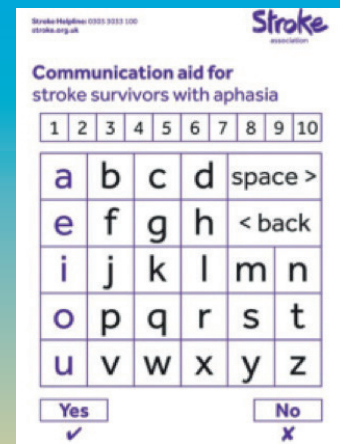 Stroke Helpline: 0303 3033 100
stroke.org.uk
Stroke
association
Communication aid for
stroke survivors with aphasia
1 2 3 4 5 6 7 8 9 10
a b c d space >
e f g h < back
i j k l m n
o p q r s t
u v w x y z
Yes No
✓ ✘